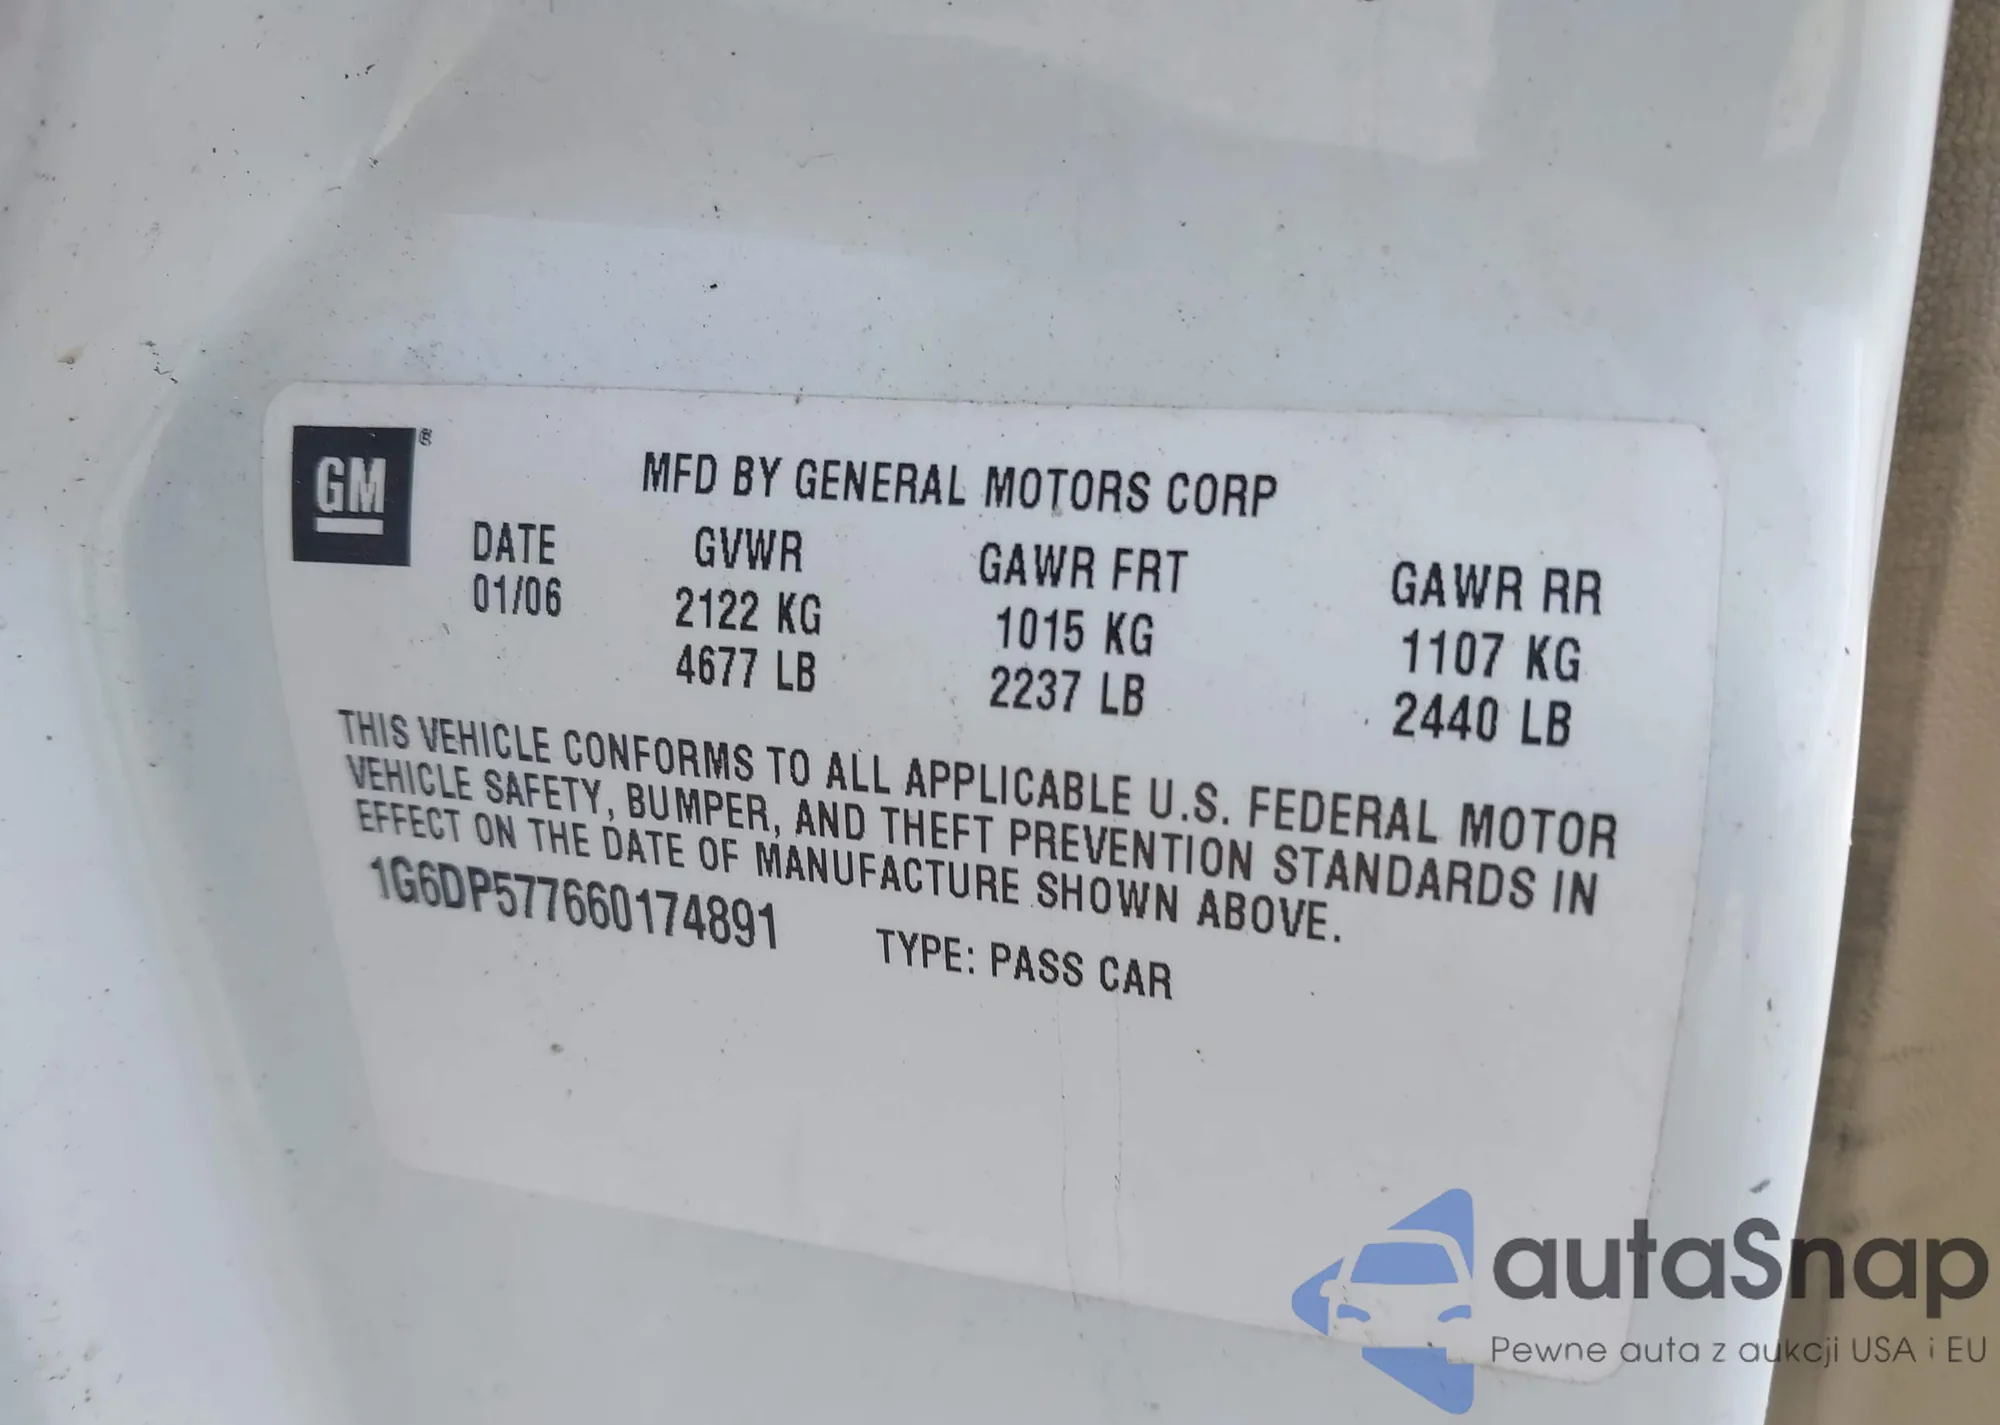 GM®
MFD BY GENERAL MOTORS CORP
DATE GVWR GAWR FRT GAWR RR
01/06 2122 KG 1015 KG 1107 KG
4677 LB 2237 LB 2440 LB
THIS VEHICLE CONFORMS TO ALL APPLICABLE U.S. FEDERAL MOTOR
VEHICLE SAFETY, BUMPER, AND THEFT PREVENTION STANDARDS IN
EFFECT ON THE DATE OF MANUFACTURE SHOWN ABOVE.
1G6DP577660174891 TYPE: PASS CAR
autaSnap
Pewne auta z aukcji USA i EU